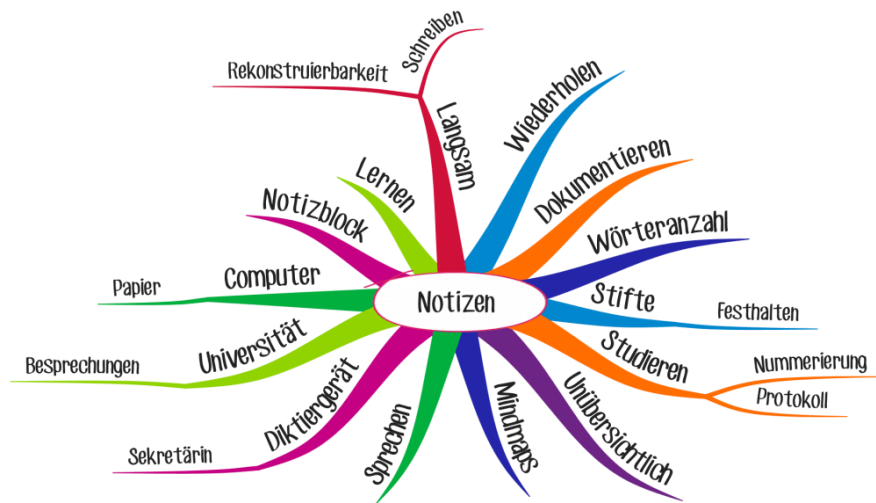 Notizen
Wiederholen
Dokumentieren
Wörteranzahl
Stifte
Festhalten
Studieren
Nummerierung
Protokoll
Unübersichtlich
Mindmaps
Sprechen
Diktiergerät
Sekretärin
Universität
Besprechungen
Computer
Papier
Notizblock
Lernen
Langsam
Rekonstruierbarkeit
Schreiben